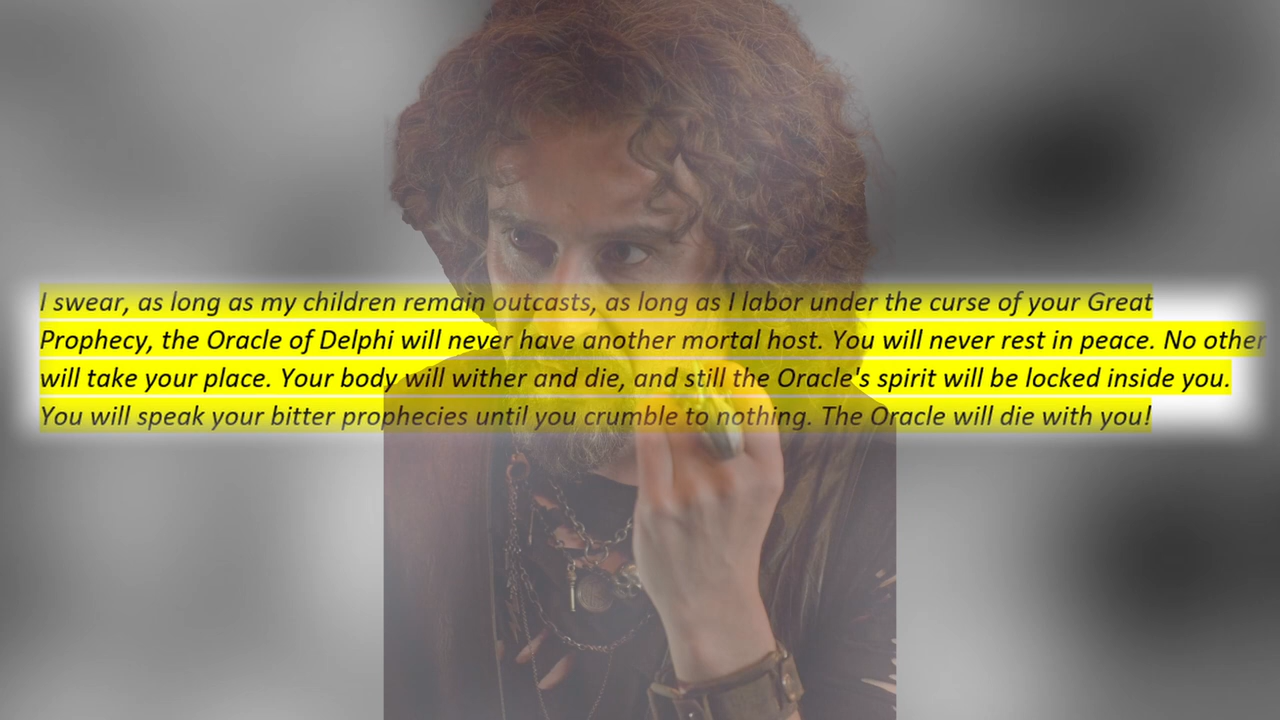 I swear, as long as my children remain outcasts, as long as I labor under the curse of your Great
Prophecy, the Oracle of Delphi will never have another mortal host. You will never rest in peace. No other
will take your place. Your body will wither and die, and still the Oracle's spirit will be locked inside you.
You will speak your bitter prophecies until you crumble to nothing. The Oracle will die with you!